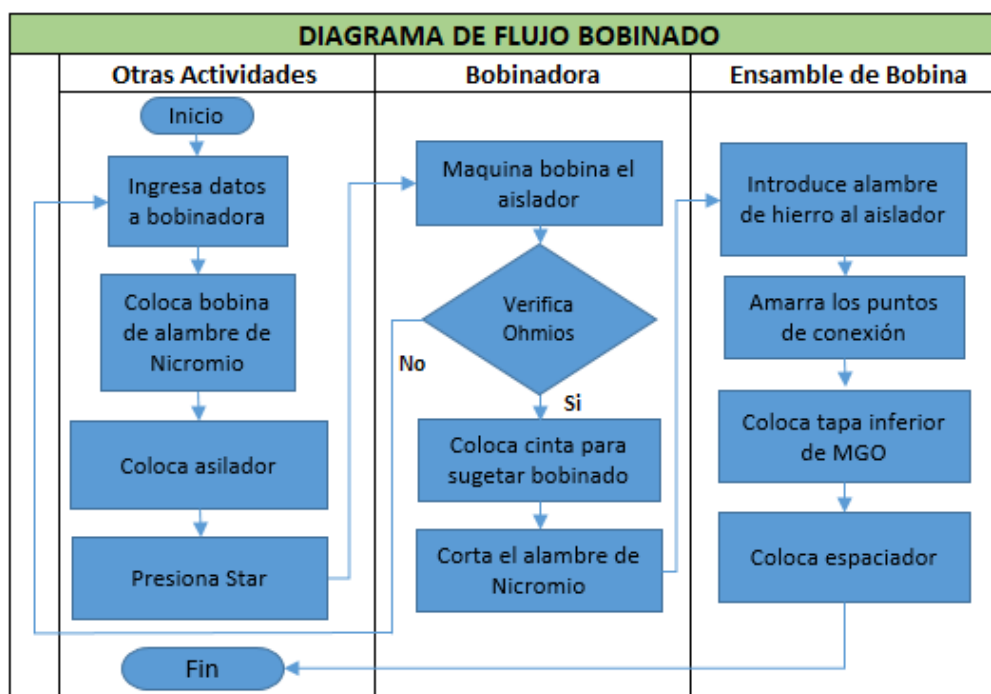 DIAGRAMA DE FLUJO BOBINADO
Otras Actividades
Bobinadora
Ensamble de Bobina
Inicio
Ingresa datos
a bobinadora
Coloca bobina
de alambre de
Nicromio
Coloca asilador
Presiona Star
Maquina bobina el
aislador
Verifica
Ohmios
No
Si
Coloca cinta para
sugetar bobinado
Corta el alambre de
Nicromio
Introduce alambre
de hierro al aislador
Amarra los puntos
de conexión
Coloca tapa inferior
de MGO
Coloca espaciador
Fin